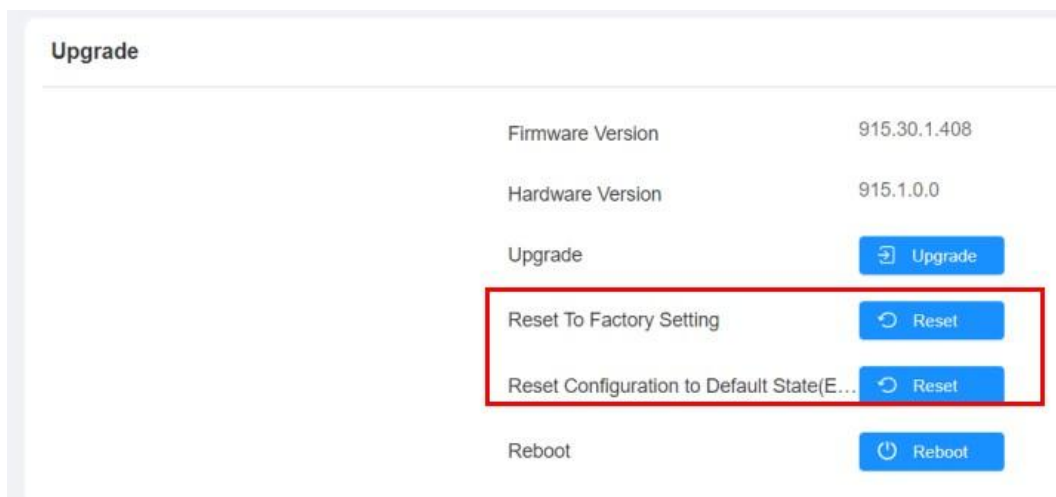 Upgrade
Firmware Version 915.30.1.408
Hardware Version 915.1.0.0
Upgrade Upgrade
Reset To Factory Setting Reset
Reset Configuration to Default State(E... Reset
Reboot Reboot